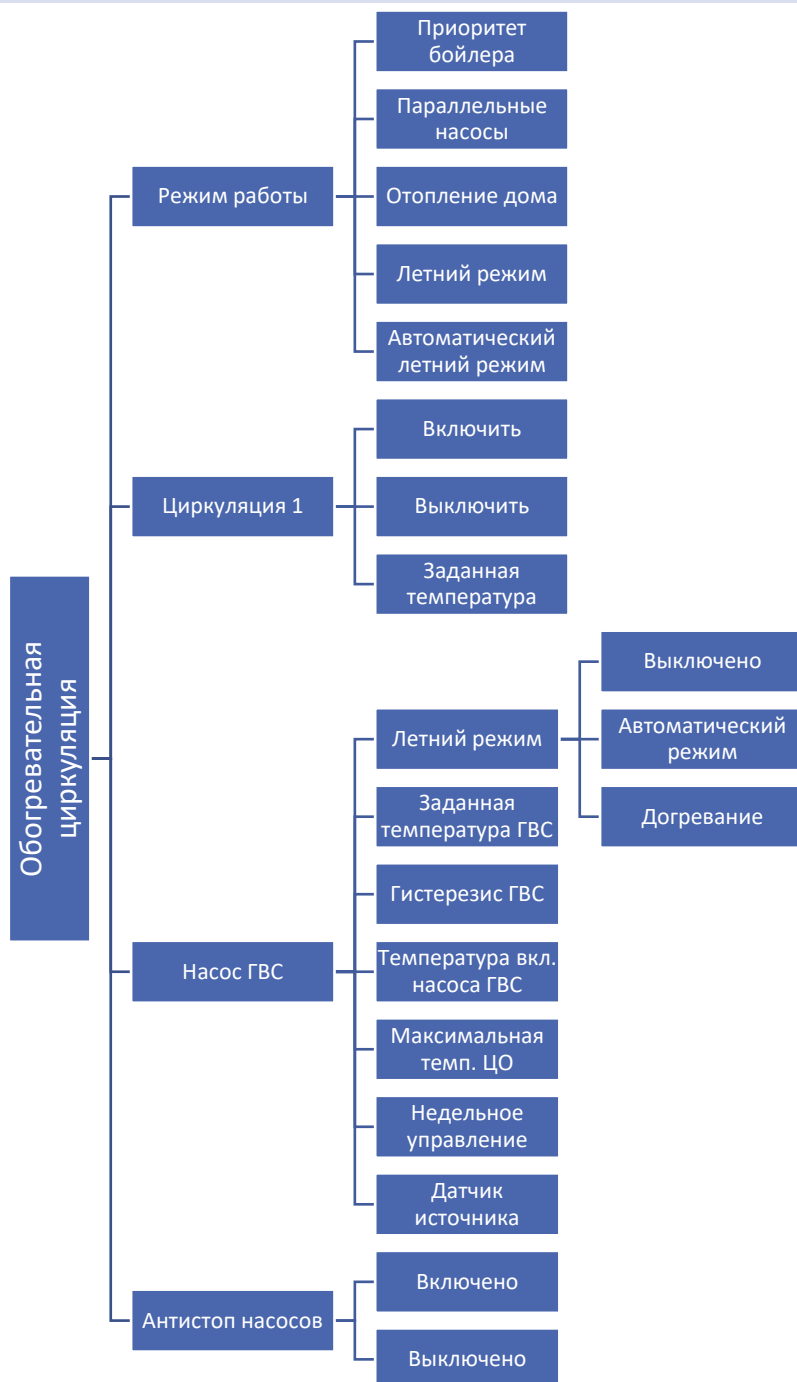 Приоритет
бойлера
Параллельные
насосы
Режим работы
Отопление дома
Летний режим
Автоматический
летний режим
Включить
Циркуляция 1
Выключить
Заданная
температура
Обогревательная
циркуляция
Выключено
Летний режим
Автоматический
режим
Догревание
Заданная
температура ГВС
Гистерезис ГВС
Насос ГВС
Температура вкл.
насоса ГВС
Максимальная
темп. ЦО
Недельное
управление
Датчик
источника
Включено
Антистоп насосов
Выключено